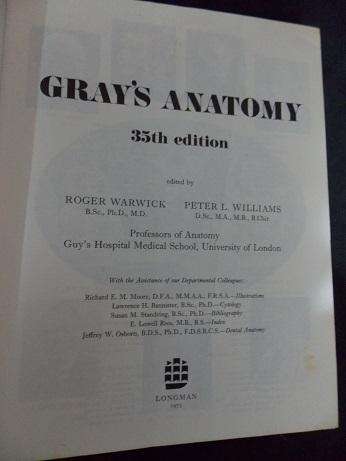 GRAY'S ANATOMY
35th edition
edited by
ROGER WARWICK PETER L. WILLIAMS
B.Sc., Ph.D., M.D. D.Sc., M.A., M.B., B.Chir.
Professors of Anatomy
Guy's Hospital Medical School, University of London
With the Assistance of our Departmental Colleagues:
Richard E. M. Moore, D.F.A., M.M.A.A., F.R.S.A.—Illustrations
Lawrence H. Bannister, B.Sc., Ph.D.—Cytology
Susan M. Standring, B.Sc., Ph.D.—Bibliography
E. Lowell Rees, M.B., B.S.—Index
Jeffrey W. Osborn, B.D.S., Ph.D., F.D.S.R.C.S.—Dental Anatomy
LONGMAN
1973